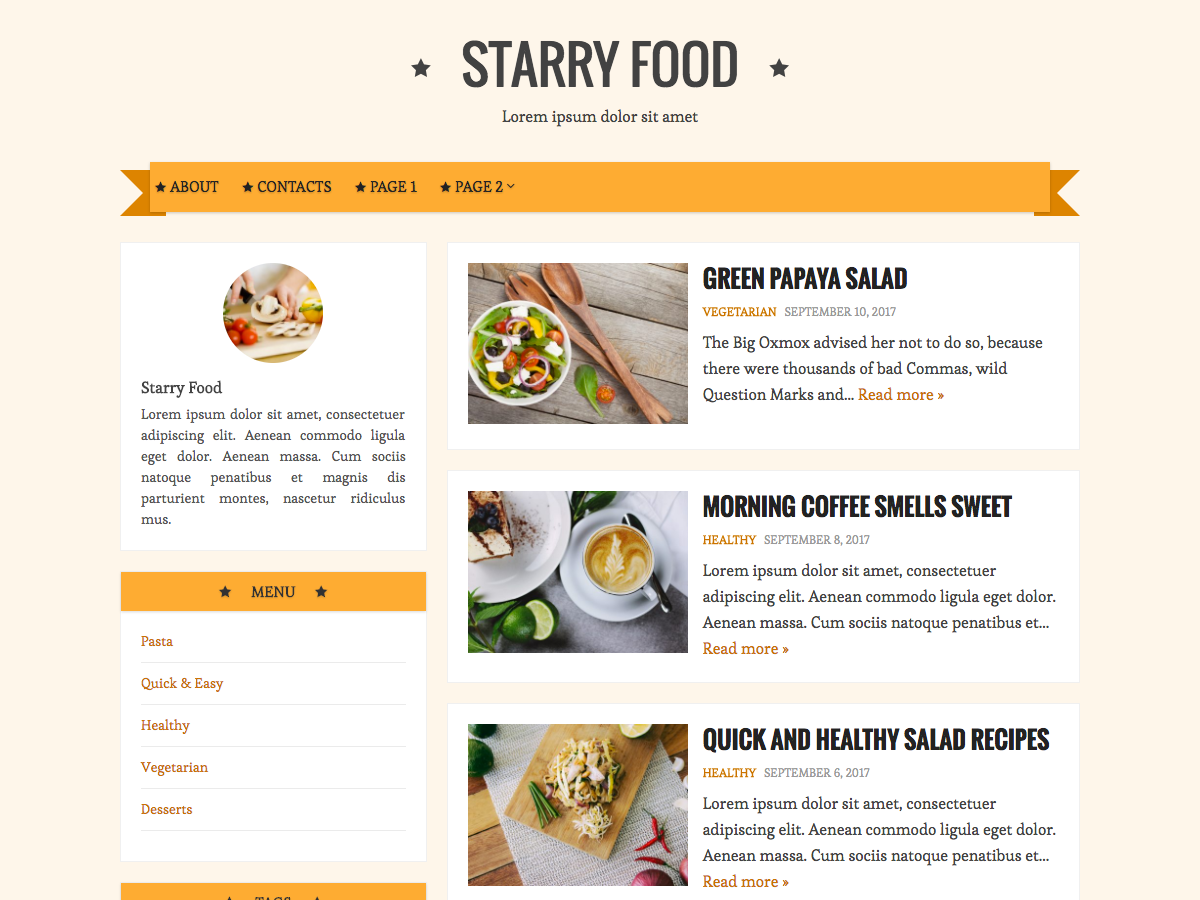 STARRY FOOD
Lorem ipsum dolor sit amet
ABOUT CONTACTS PAGE 1 PAGE 2
Starry Food
Lorem ipsum dolor sit amet, consectetuer
adipiscing elit. Aenean commodo ligula
eget dolor. Aenean massa. Cum sociis
natoque penatibus et magnis dis
parturient montes, nascetur ridiculus
mus.
MENU
Pasta
Quick & Easy
Healthy
Vegetarian
Desserts
TAGS
GREEN PAPAYA SALAD
VEGETARIAN SEPTEMBER 10, 2017
The Big Oxmox advised her not to do so, because
there were thousands of bad Commas, wild
Question Marks and... Read more »
MORNING COFFEE SMELLS SWEET
HEALTHY SEPTEMBER 8, 2017
Lorem ipsum dolor sit amet, consectetuer
adipiscing elit. Aenean commodo ligula eget dolor.
Aenean massa. Cum sociis natoque penatibus et...
Read more »
QUICK AND HEALTHY SALAD RECIPES
HEALTHY SEPTEMBER 6, 2017
Lorem ipsum dolor sit amet, consectetuer
adipiscing elit. Aenean commodo ligula eget dolor.
Aenean massa. Cum sociis natoque penatibus et...
Read more »